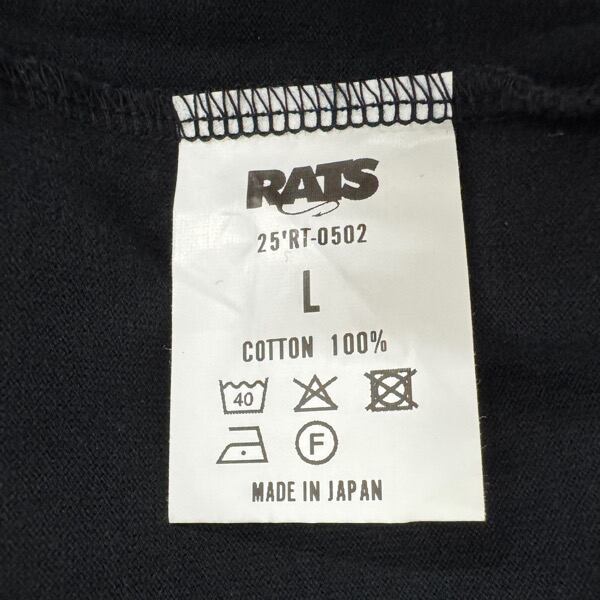 RATS
25'RT-0502
L
COTTON 100%
40
F
MADE IN JAPAN